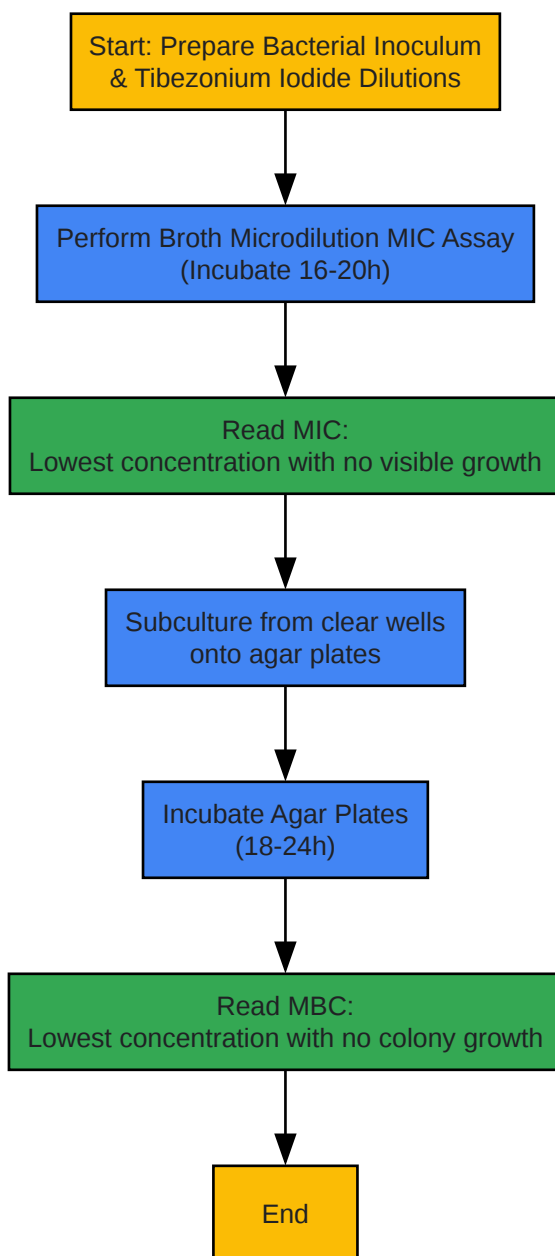 Start: Prepare Bacterial Inoculum
& Tibezonium Iodide Dilutions
Perform Broth Microdilution MIC Assay
(Incubate 16-20h)
Read MIC:
Lowest concentration with no visible growth
Subculture from clear wells
onto agar plates
Incubate Agar Plates
(18-24h)
Read MBC:
Lowest concentration with no colony growth
End